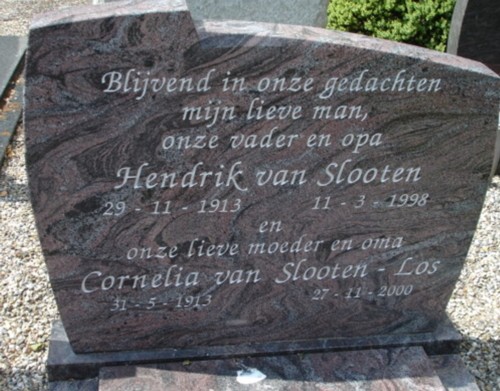 Blijvend in onze gedachten
mijn lieve man,
onze vader en opa
Hendrik van Slooten
29 - 11 - 1913 11 - 3 - 1998
en
onze lieve moeder en oma
Cornelia van Slooten - Los
31 - 5 - 1913 27 - 11 - 2000